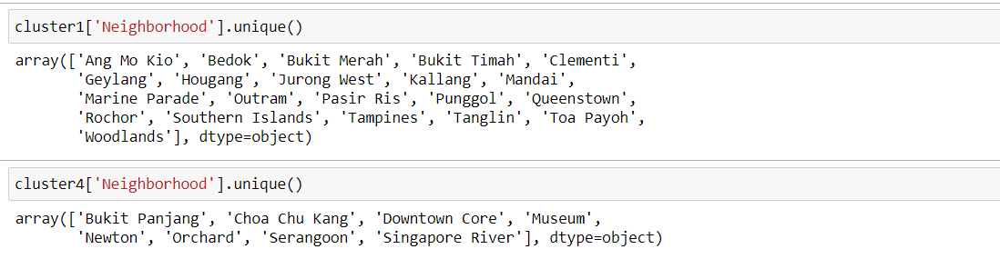 cluster1['Neighborhood'].unique()
array(['Ang Mo Kio', 'Bedok', 'Bukit Merah', 'Bukit Timah', 'Clementi',
'Geylang', 'Hougang', 'Jurong West', 'Kallang', 'Mandai',
'Marine Parade', 'Outram', 'Pasir Ris', 'Punggol', 'Queenstown',
'Rochor', 'Southern Islands', 'Tampines', 'Tanglin', 'Toa Payoh',
'Woodlands'], dtype=object)
cluster4['Neighborhood'].unique()
array(['Bukit Panjang', 'Choa Chu Kang', 'Downtown Core', 'Museum',
'Newton', 'Orchard', 'Serangoon', 'Singapore River'], dtype=object)